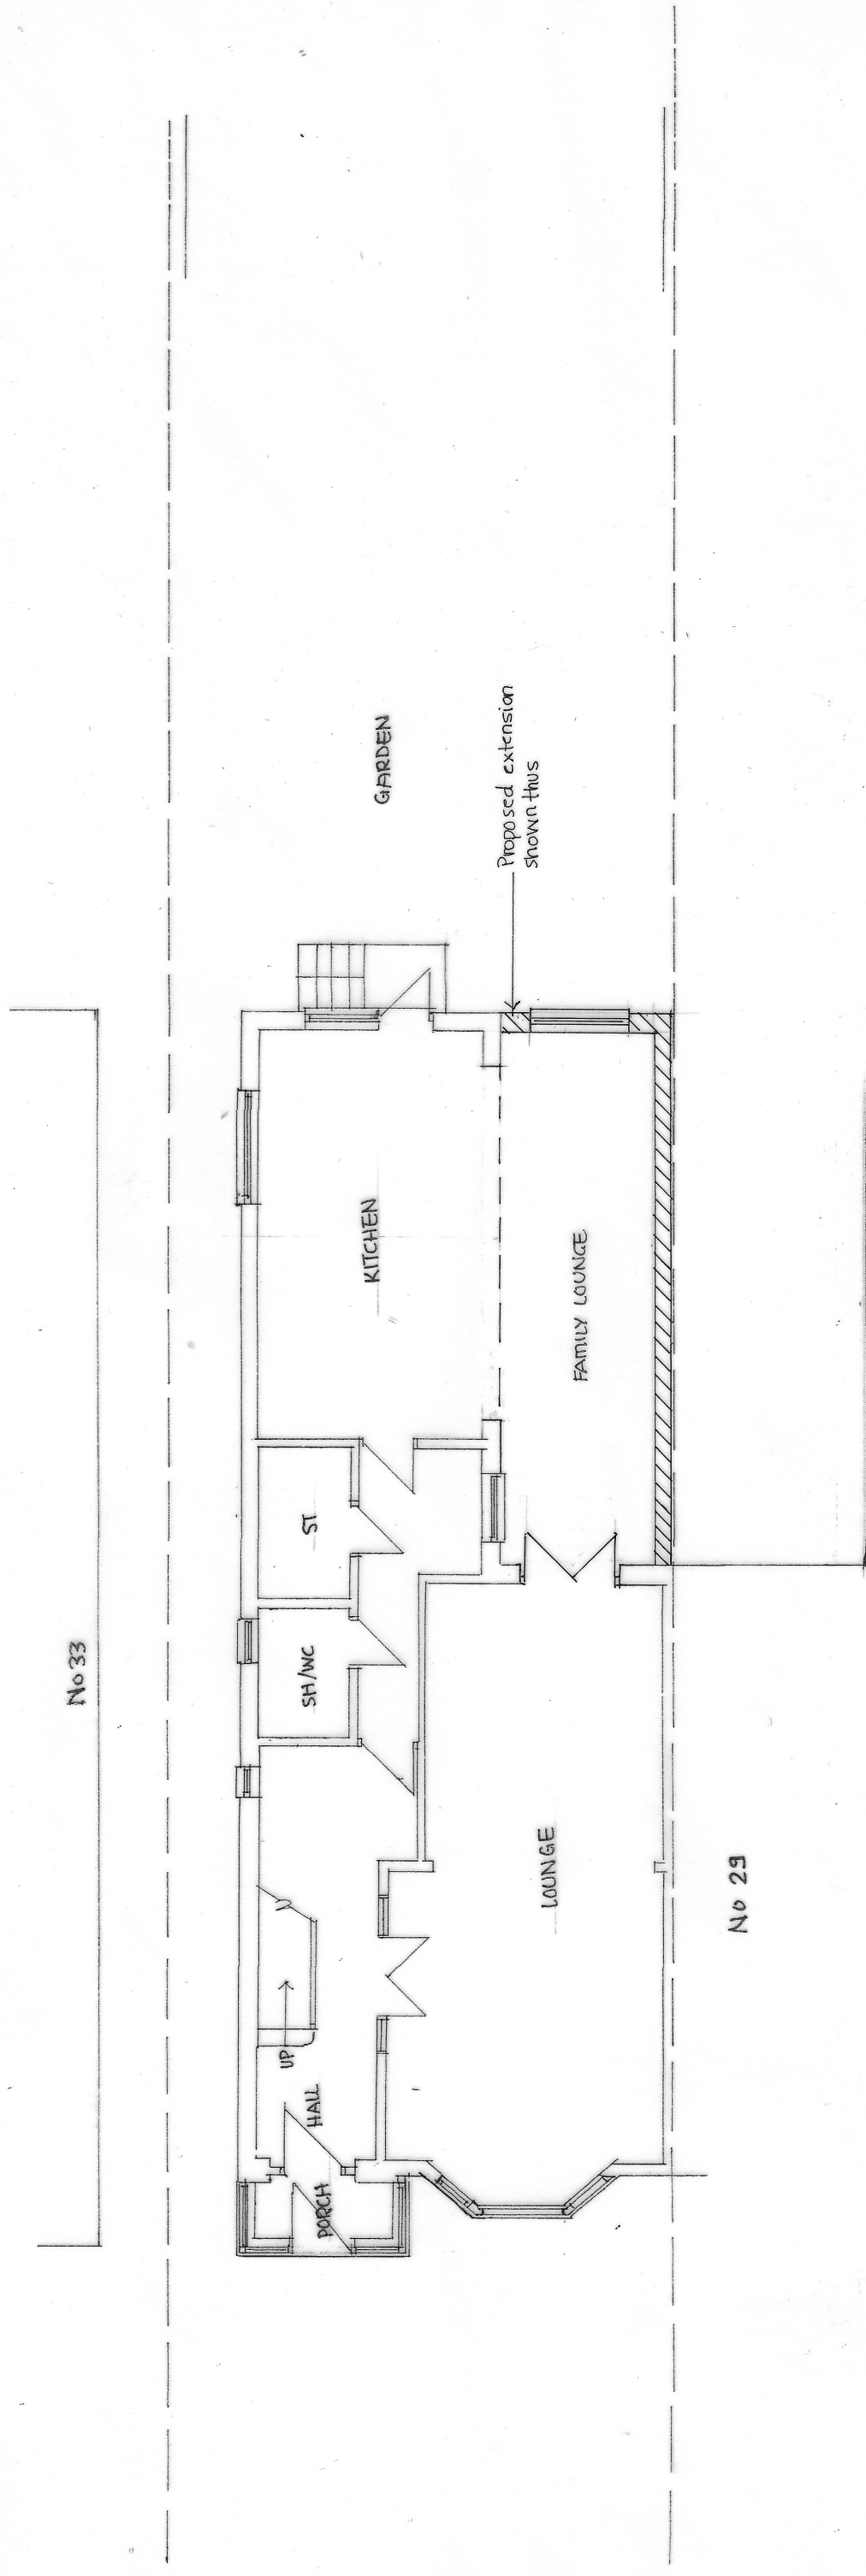 No 33
GARDEN
Proposed extension
shown thus
KITCHEN
FAMILY LOUNGE
ST
SH/WC
LOUNGE
No 29
UP
HALL
PORCH